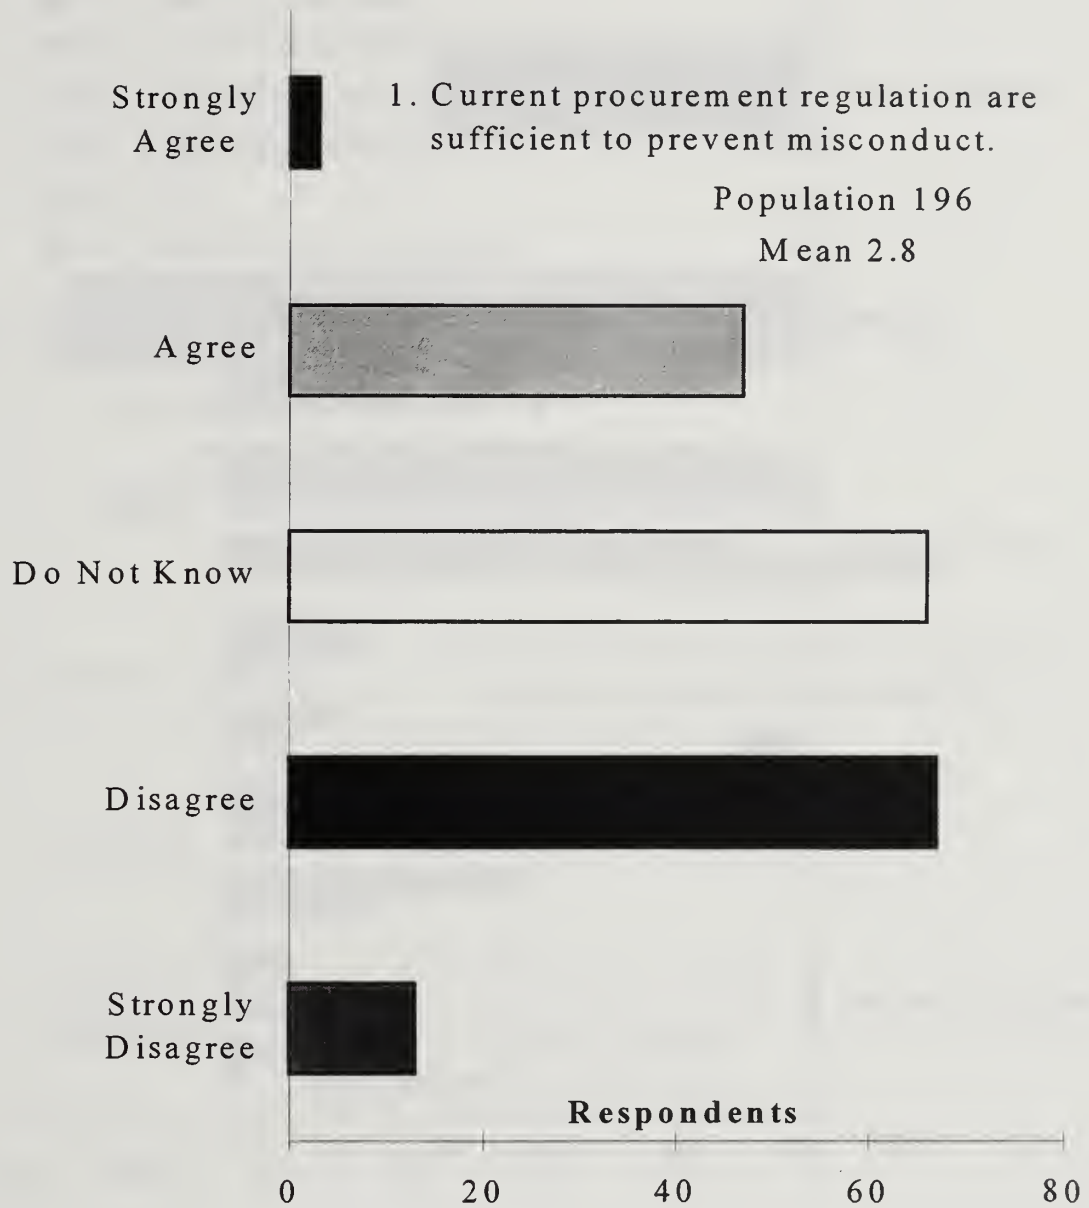 Strongly
Agree
1. Current procurement regulation are
sufficient to prevent misconduct.
Population 196
Mean 2.8
Agree
Do Not Know
Disagree
Strongly
Disagree
Respondents
0 20 40 60 80